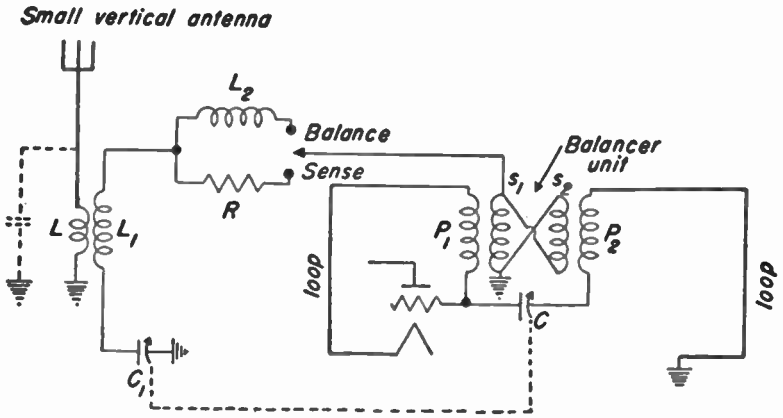 Small vertical antenna
L₂
Balance
Sense
R
L
L₁
C₁
loop
P₁
S₁
Balancer
unit
S₂
P₂
C
loop